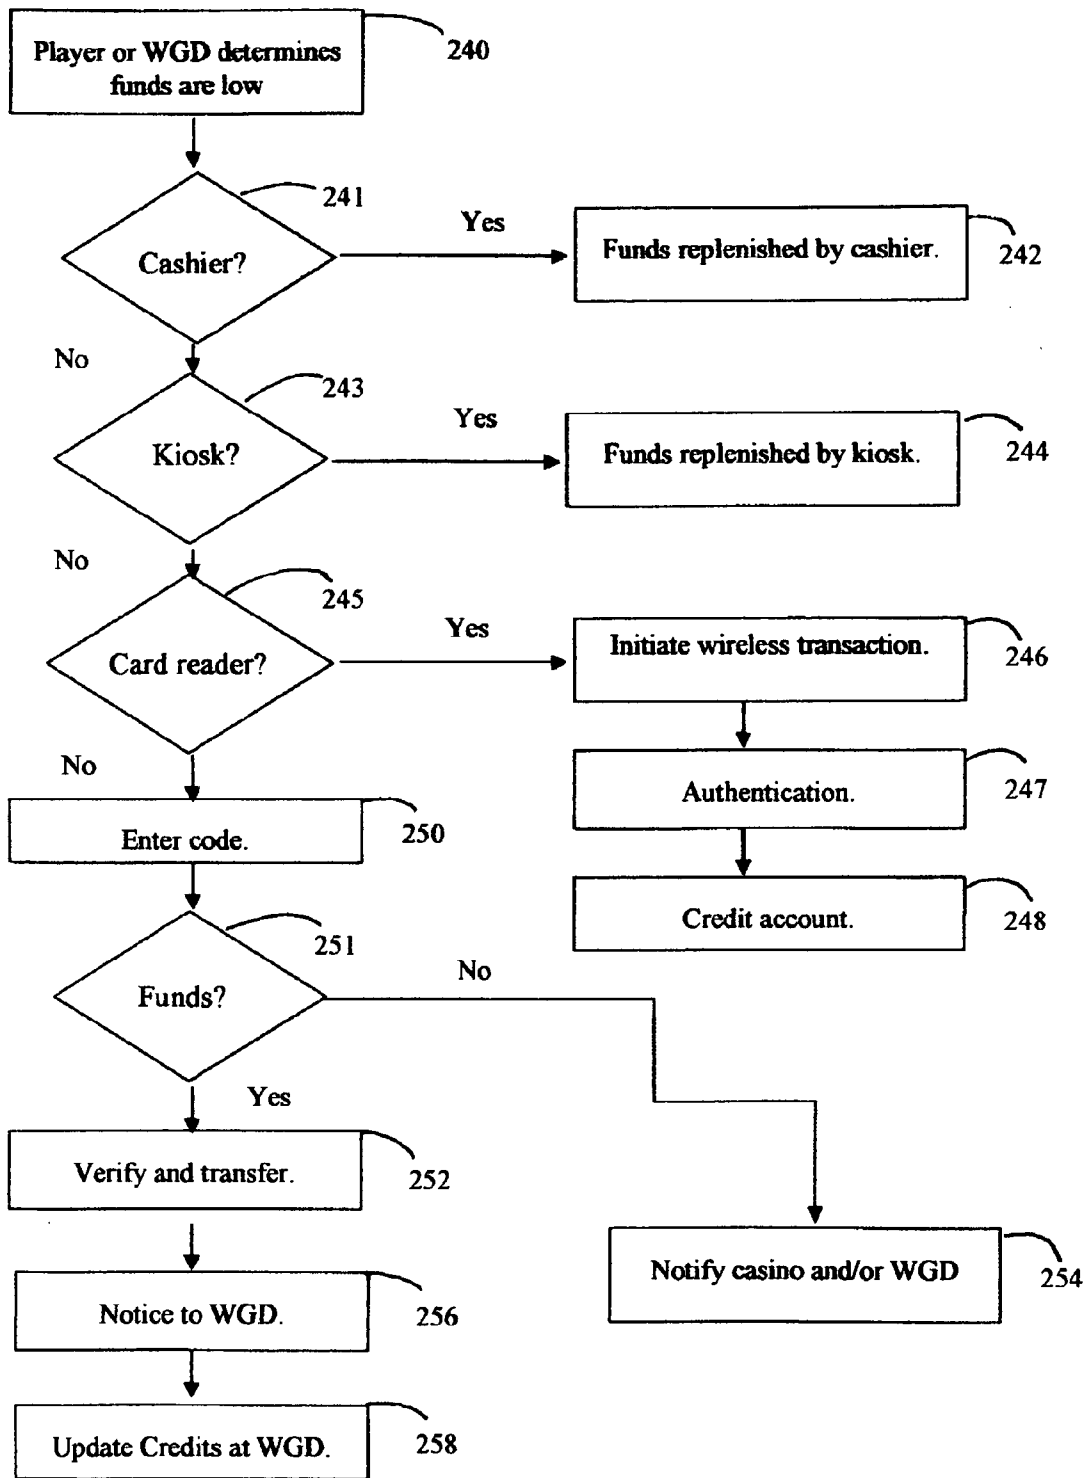 Player or WGD determines
funds are low
240
241
Cashier?
Yes
Funds replenished by cashier.
242
No
243
Kiosk?
Yes
Funds replenished by kiosk.
244
No
245
Card reader?
Yes
Initiate wireless transaction.
246
No
Authentication.
247
Enter code.
250
Credit account.
248
251
Funds?
No
Yes
Verify and transfer.
252
Notify casino and/or WGD
254
Notice to WGD.
256
Update Credits at WGD.
258